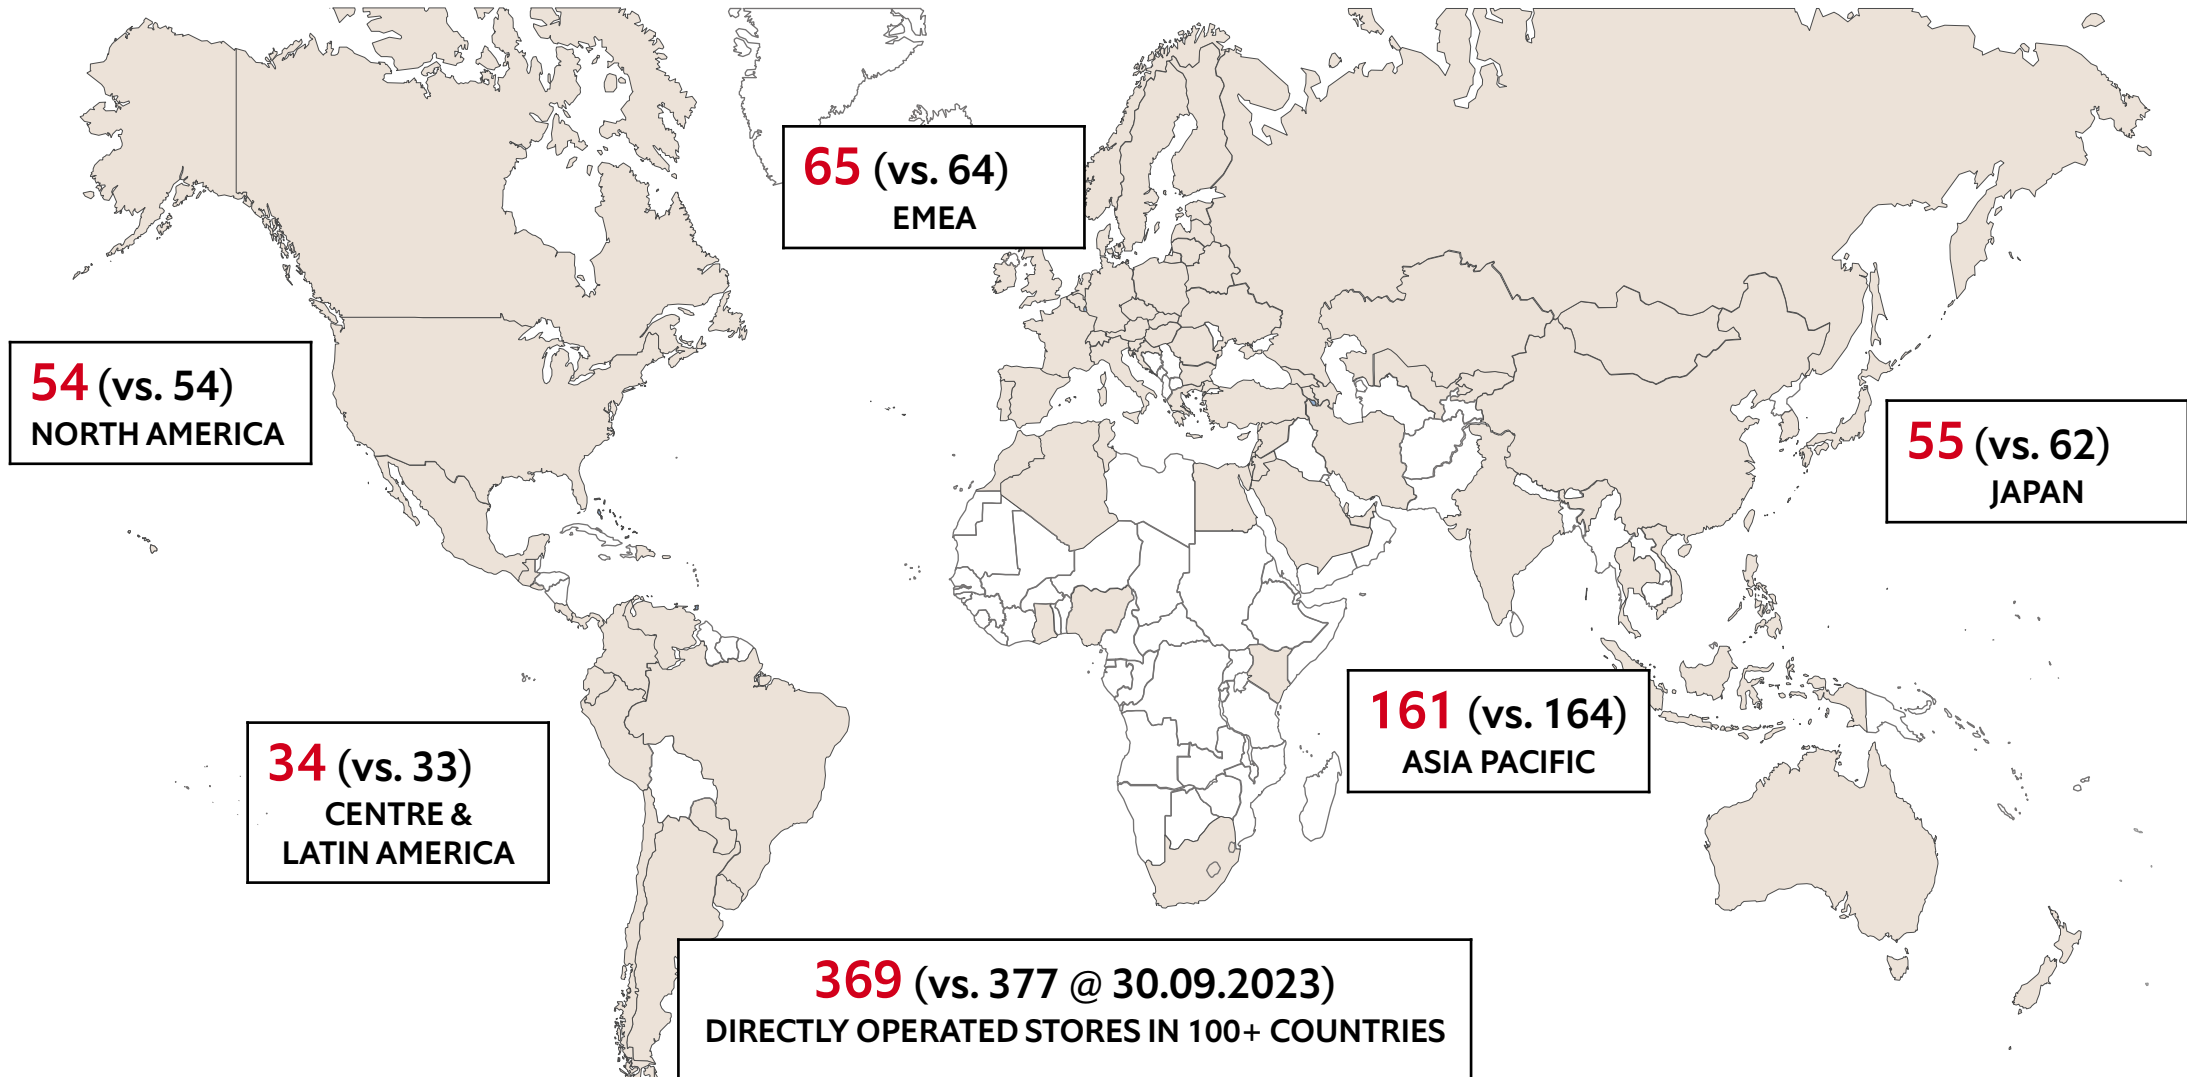 65 (vs. 64)
EMEA
54 (vs. 54)
NORTH AMERICA
55 (vs. 62)
JAPAN
161 (vs. 164)
ASIA PACIFIC
34 (vs. 33)
CENTRE &
LATIN AMERICA
369 (vs. 377 @ 30.09.2023)
DIRECTLY OPERATED STORES IN 100+ COUNTRIES